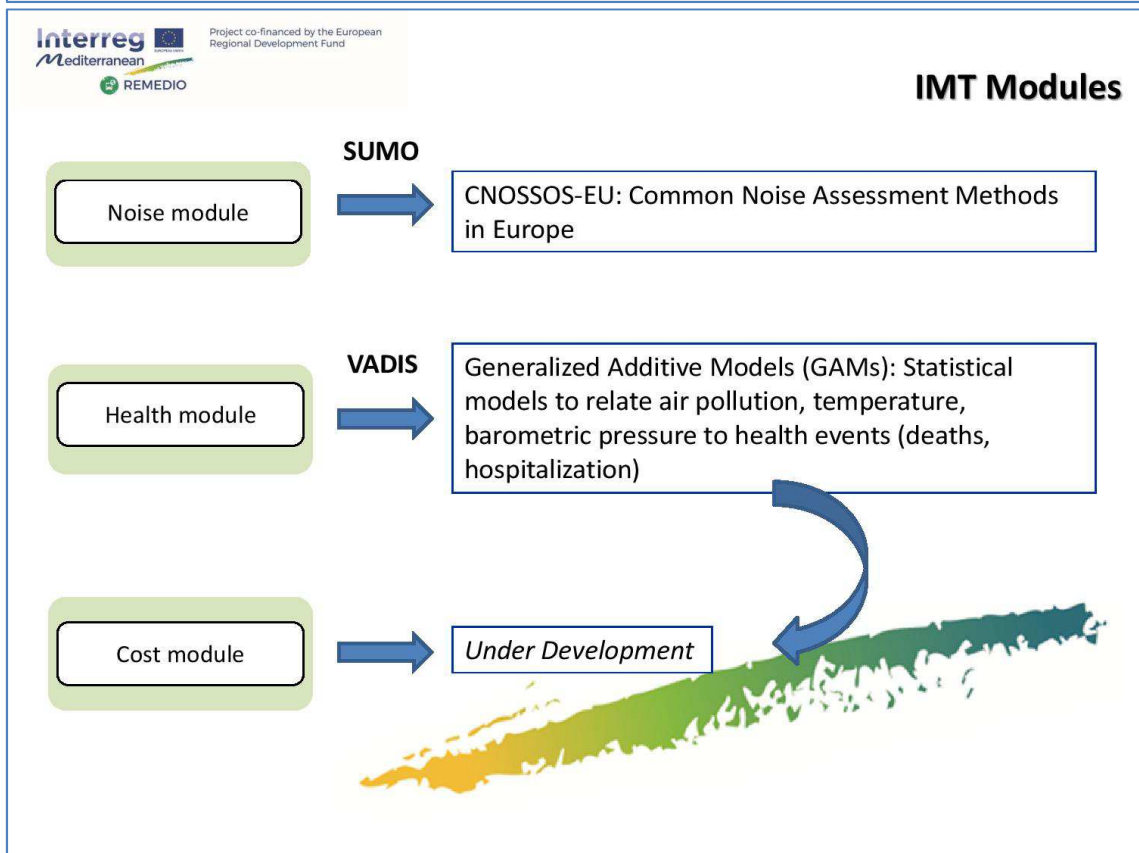 Interreg
Mediterranean
REMEDIO
EUROPEAN UNION
Project co-financed by the European
Regional Development Fund
IMT Modules
SUMO
Noise module
CNOSSOS-EU: Common Noise Assessment Methods
in Europe
VADIS
Health module
Generalized Additive Models (GAMs): Statistical
models to relate air pollution, temperature,
barometric pressure to health events (deaths,
hospitalization)
Cost module
Under Development